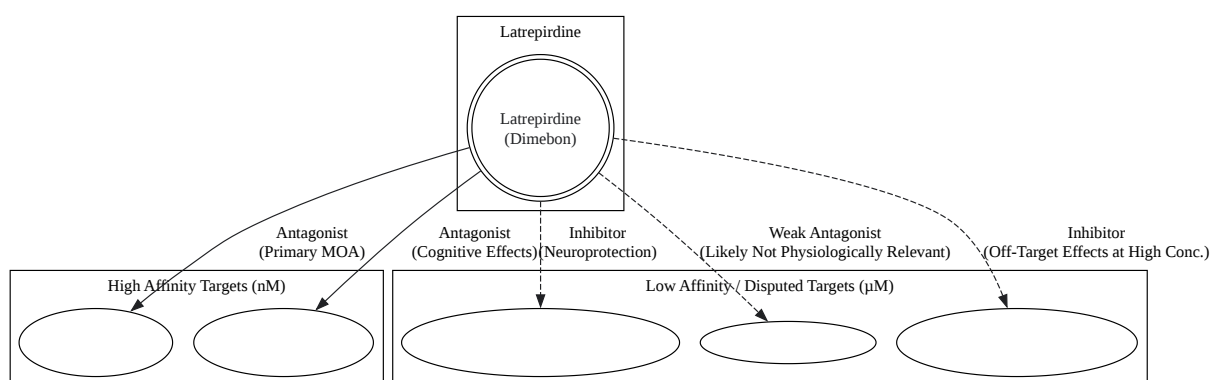 Latrepirdine
Latrepirdine
(Dimebon)
Antagonist
(Primary MOA)
Antagonist
(Cognitive Effects)
Inhibitor
(Neuroprotection)
Weak Antagonist
(Likely Not Physiologically Relevant)
Inhibitor
(Off-Target Effects at High Conc.)
High Affinity Targets (nM)
Low Affinity / Disputed Targets (µM)